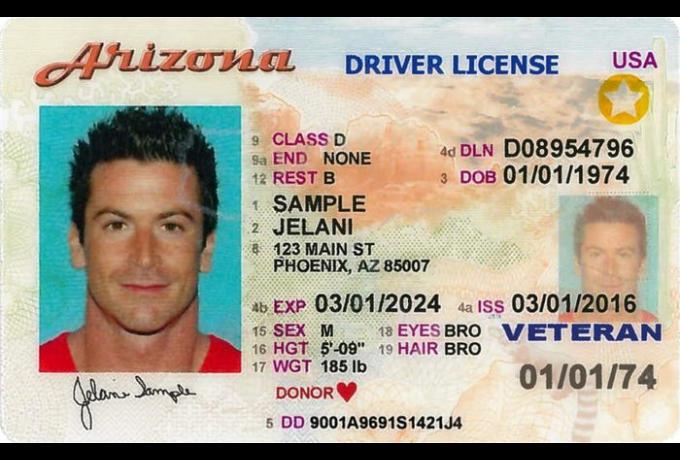 Arizona DRIVER LICENSE USA
9 CLASS D
9a END NONE 4d DLN D08954796
12 REST B 3 DOB 01/01/1974
1 SAMPLE
2 JELANI
8 123 MAIN ST
PHOENIX, AZ 85007
4b EXP 03/01/2024 4a ISS 03/01/2016
15 SEX M 18 EYES BRO VETERAN
16 HGT 5'-09" 19 HAIR BRO
17 WGT 185 lb 01/01/74
DONOR
Jelani Sample
5 DD 9001A9691S1421J4